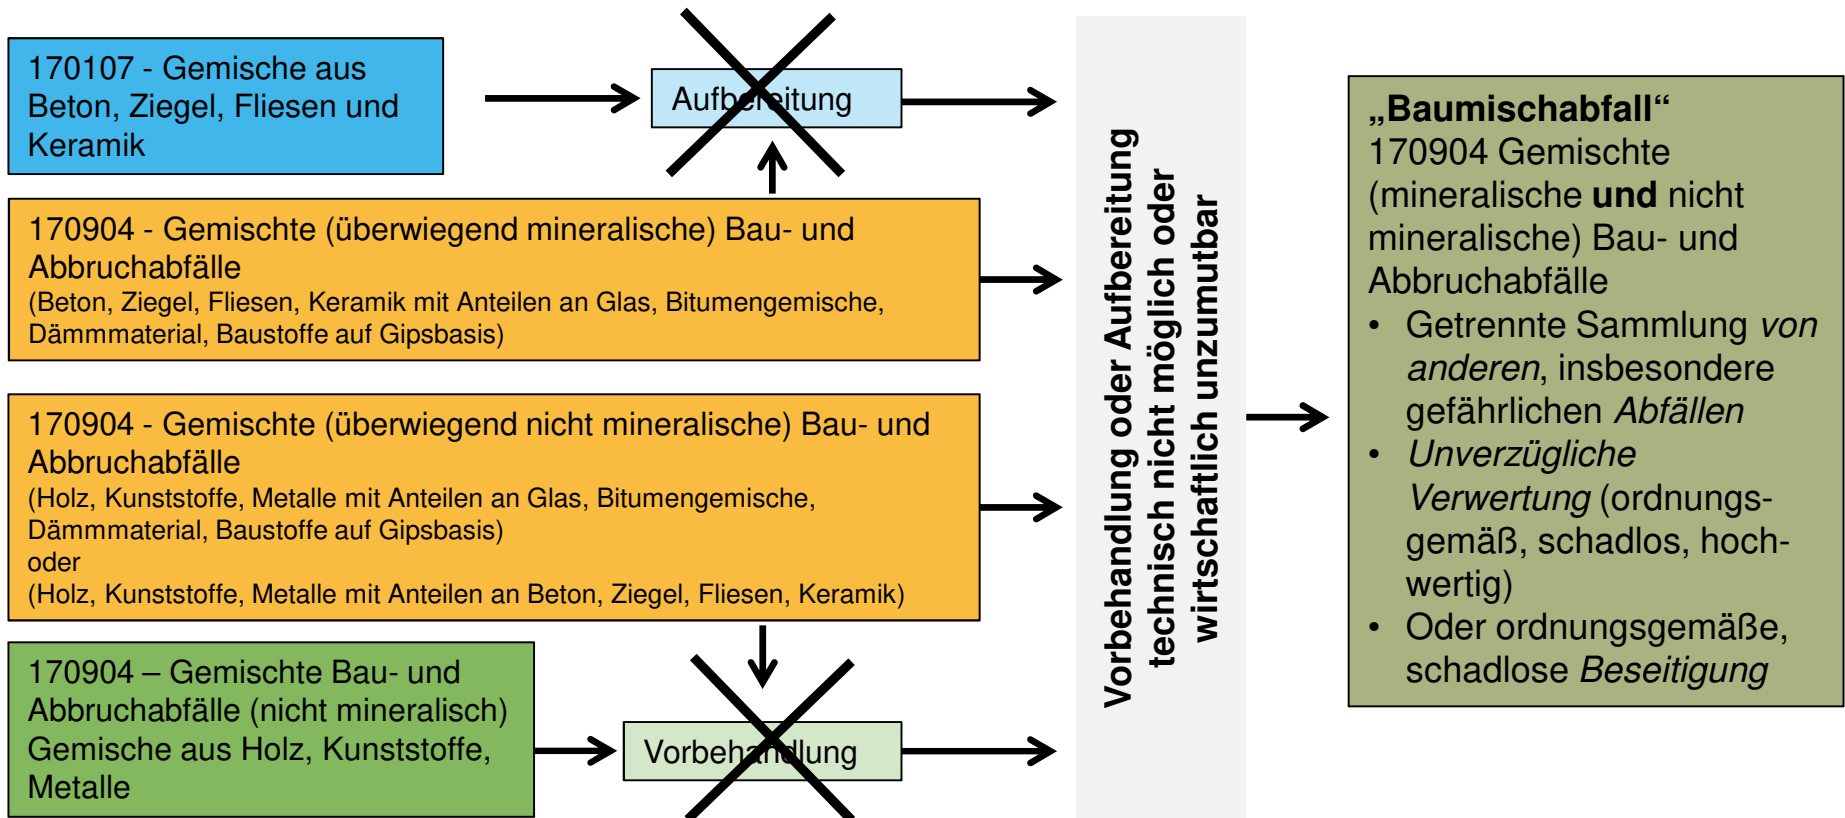 170107 - Gemische aus
Beton, Ziegel, Fliesen und
Keramik
Aufbereitung
170904 - Gemischte (überwiegend mineralische) Bau- und
Abbruchabfälle
(Beton, Ziegel, Fliesen, Keramik mit Anteilen an Glas, Bitumengemische,
Dämmmaterial, Baustoffe auf Gipsbasis)
170904 - Gemischte (überwiegend nicht mineralische) Bau- und
Abbruchabfälle
(Holz, Kunststoffe, Metalle mit Anteilen an Glas, Bitumengemische,
Dämmmaterial, Baustoffe auf Gipsbasis)
oder
(Holz, Kunststoffe, Metalle mit Anteilen an Beton, Ziegel, Fliesen, Keramik)
170904 – Gemischte Bau- und
Abbruchabfälle (nicht mineralisch)
Gemische aus Holz, Kunststoffe,
Metalle
Vorbehandlung
Vorbehandlung oder Aufbereitung
technisch nicht möglich oder
wirtschaftlich unzumutbar
„Baumischabfall“
170904 Gemischte
(mineralische und nicht
mineralische) Bau- und
Abbruchabfälle
• Getrennte Sammlung von
anderen, insbesondere
gefährlichen Abfällen
• Unverzügliche
Verwertung (ordnungs-
gemäß, schadlos, hoch-
wertig)
• Oder ordnungsgemäße,
schadlose Beseitigung